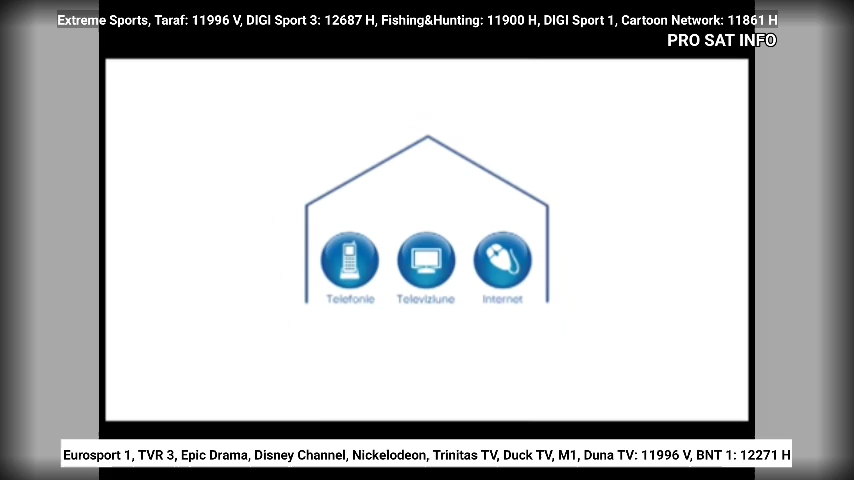 Extreme Sports, Taraf: 11996 V, DIGI Sport 3: 12687 H, Fishing&Hunting: 11900 H, DIGI Sport 1, Cartoon Network: 11861 H
PRO SAT INFO
Telefonie Televiziune Internet
Eurosport 1, TVR 3, Epic Drama, Disney Channel, Nickelodeon, Trinitas TV, Duck TV, M1, Duna TV: 11996 V, BNT 1: 12271 H